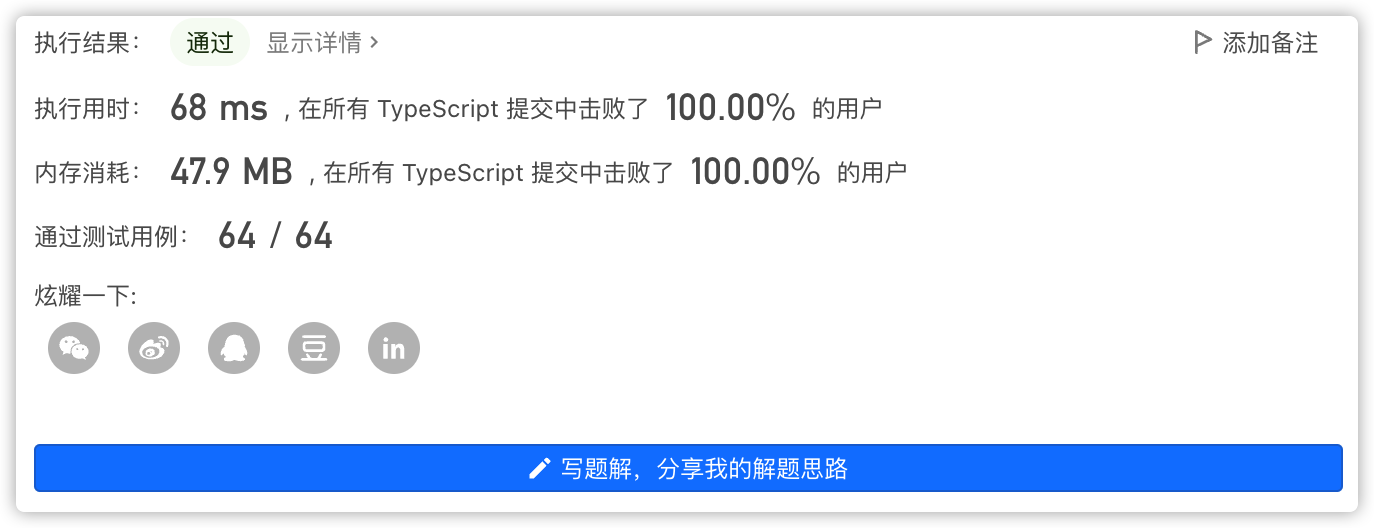 执行结果： 通过 显示详情 › 添加备注
执行用时： 68 ms , 在所有 TypeScript 提交中击败了 100.00% 的用户
内存消耗： 47.9 MB , 在所有 TypeScript 提交中击败了 100.00% 的用户
通过测试用例： 64 / 64
炫耀一下:
豆 in
写题解，分享我的解题思路